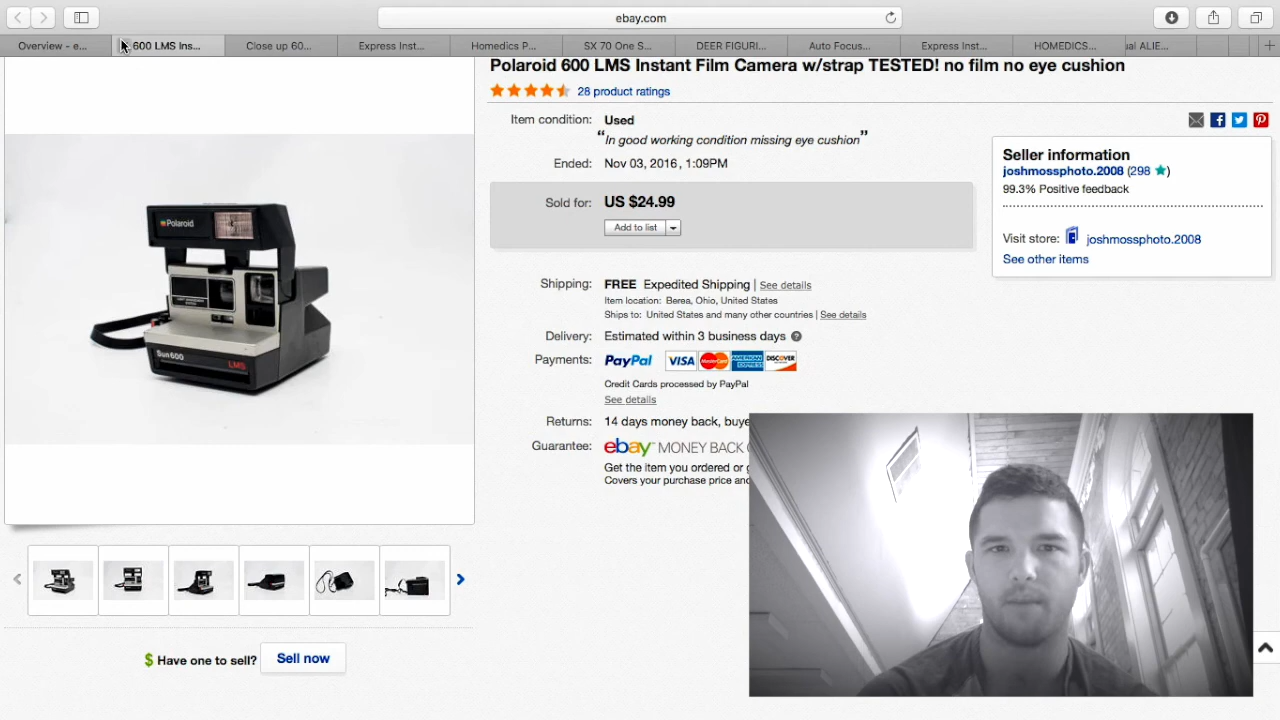 ebay.com
Overview - e...
600 LMS Ins...
Close up 60...
Express Inst...
Homedics P...
SX 70 One S...
DEER FIGURI...
Auto Focus...
Express Inst...
HOMEDICS...
ual ALIE...
Polaroid 600 LMS Instant Film Camera w/strap TESTED! no film no eye cushion
28 product ratings
Item condition: Used
“In good working condition missing eye cushion”
Ended: Nov 03, 2016, 1:09PM
Sold for: US $24.99
Add to list
Shipping: FREE Expedited Shipping | See details
Item location: Berea, Ohio, United States
Ships to: United States and many other countries | See details
Delivery: Estimated within 3 business days
Payments: PayPal VISA MasterCard AMERICAN EXPRESS DISCOVER
Credit Cards processed by PayPal
See details
Returns: 14 days money back, buye
Guarantee: ebay MONEY BACK
Get the item you ordered or g
Covers your purchase price and
Seller information
joshmossphoto.2008 (298)
99.3% Positive feedback
Visit store: joshmossphoto.2008
See other items
Polaroid
Sun600
LMS
$ Have one to sell? Sell now